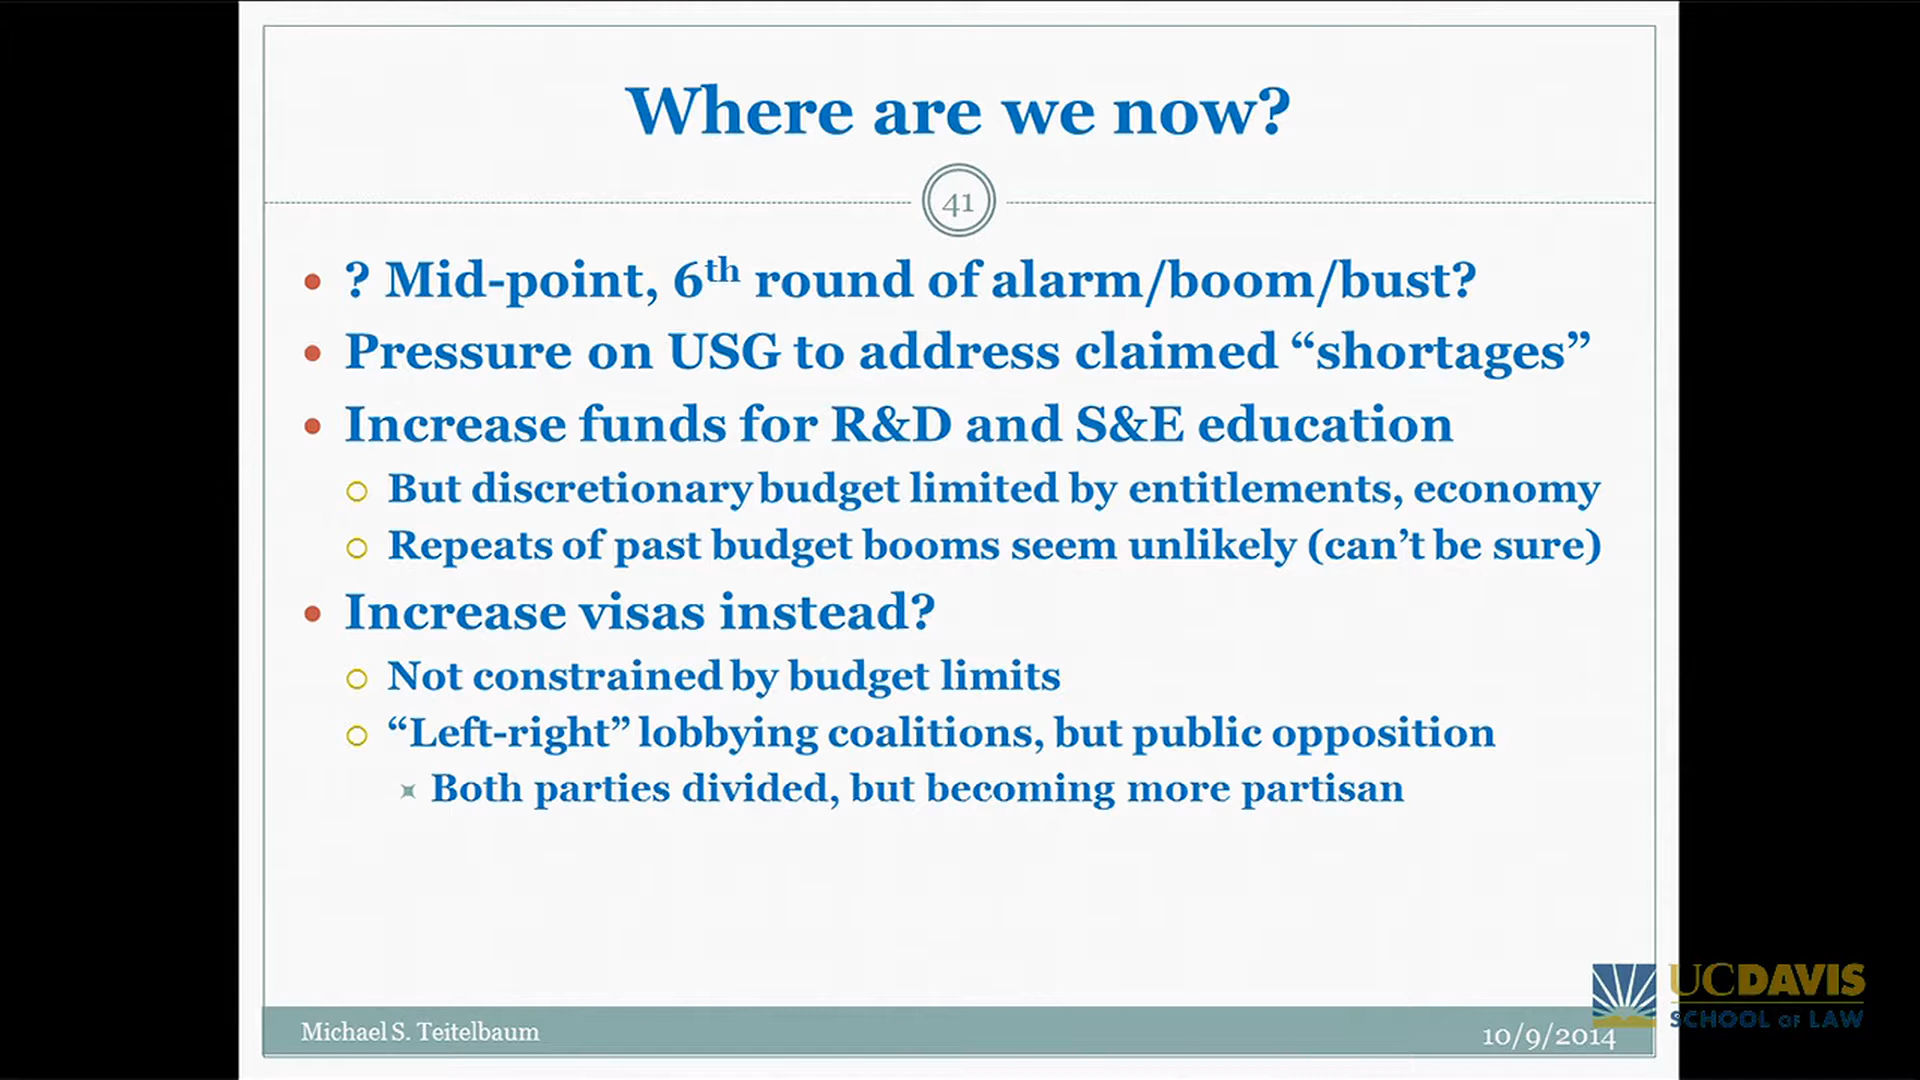 Where are we now?
41
? Mid-point, 6th round of alarm/boom/bust?
Pressure on USG to address claimed “shortages”
Increase funds for R&D and S&E education
But discretionary budget limited by entitlements, economy
Repeats of past budget booms seem unlikely (can’t be sure)
Increase visas instead?
Not constrained by budget limits
“Left-right” lobbying coalitions, but public opposition
Both parties divided, but becoming more partisan
UCDAVIS
SCHOOL OF LAW
Michael S. Teitelbaum
10/9/2014